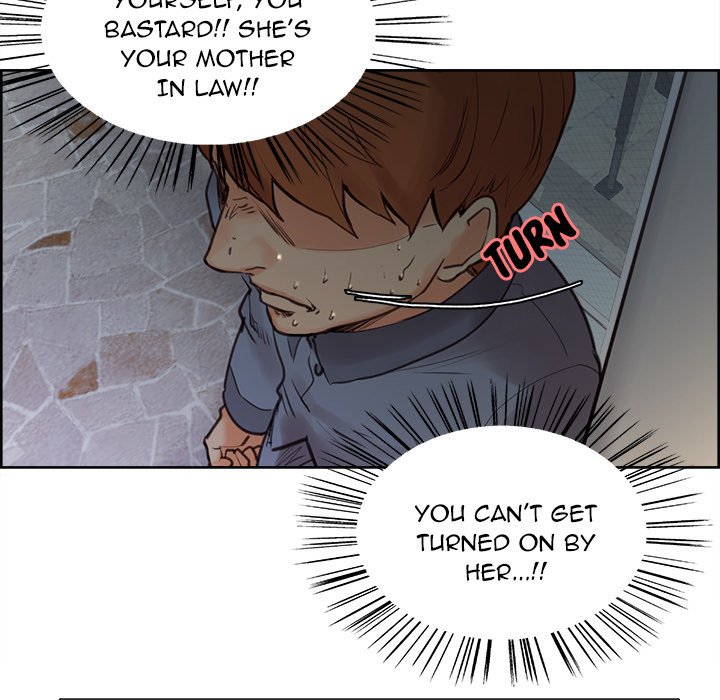 YOURSELF, YOU
BASTARD!! SHE'S
YOUR MOTHER
IN LAW!!
TURN
YOU CAN'T GET
TURNED ON BY
HER...!!